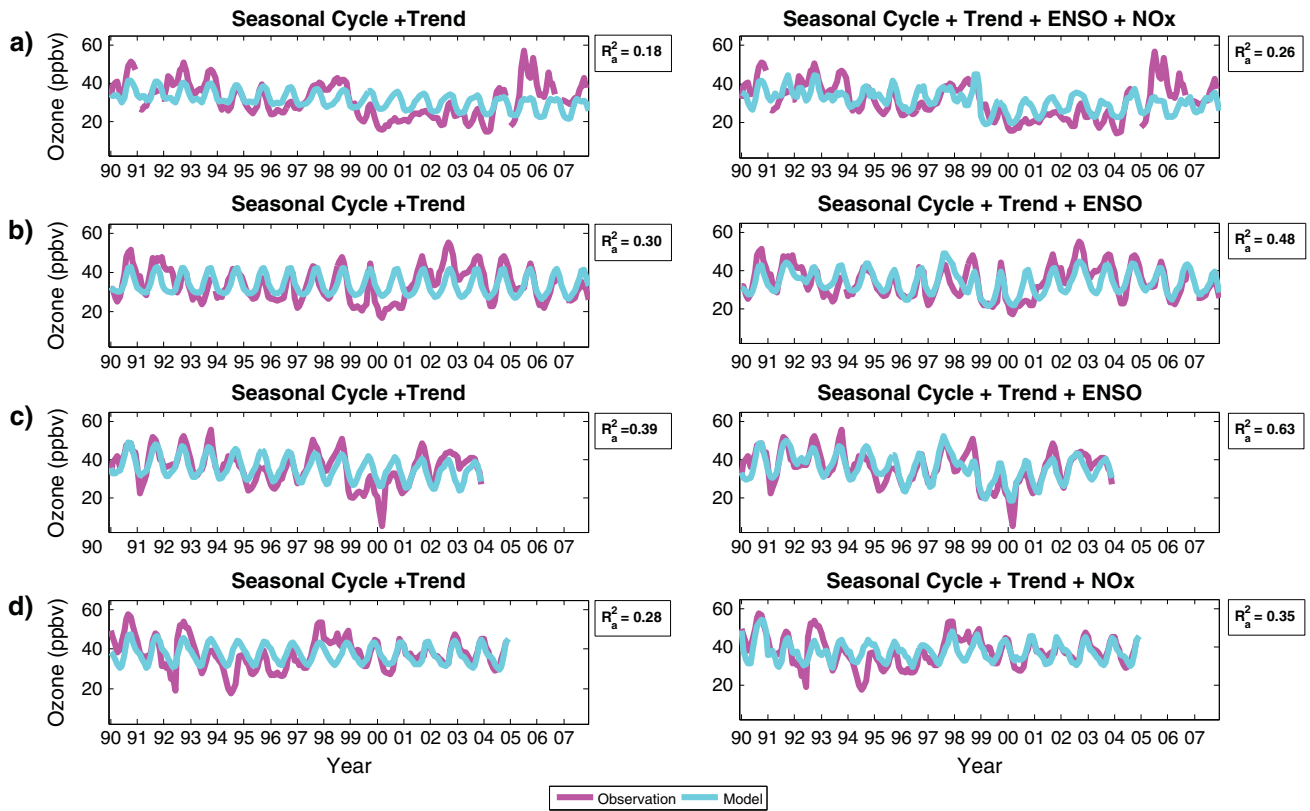 Seasonal Cycle +Trend
Seasonal Cycle + Trend + ENSO + NOx
a)
Ozone (ppbv)
60
40
20
R²a = 0.18
60
40
20
R²a = 0.26
90 91 92 93 94 95 96 97 98 99 00 01 02 03 04 05 06 07
90 91 92 93 94 95 96 97 98 99 00 01 02 03 04 05 06 07
Seasonal Cycle +Trend
Seasonal Cycle + Trend + ENSO
b)
Ozone (ppbv)
60
40
20
R²a = 0.30
60
40
20
R²a = 0.48
90 91 92 93 94 95 96 97 98 99 00 01 02 03 04 05 06 07
90 91 92 93 94 95 96 97 98 99 00 01 02 03 04 05 06 07
Seasonal Cycle +Trend
Seasonal Cycle + Trend + ENSO
c)
Ozone (ppbv)
60
40
20
R²a =0.39
60
40
20
R²a = 0.63
90 91 92 93 94 95 96 97 98 99 00 01 02 03 04 05 06 07
90 91 92 93 94 95 96 97 98 99 00 01 02 03 04 05 06 07
Seasonal Cycle +Trend
Seasonal Cycle + Trend + NOx
d)
Ozone (ppbv)
60
40
20
R²a = 0.28
60
40
20
R²a = 0.35
90 91 92 93 94 95 96 97 98 99 00 01 02 03 04 05 06 07
90 91 92 93 94 95 96 97 98 99 00 01 02 03 04 05 06 07
Year
Year
Observation Model